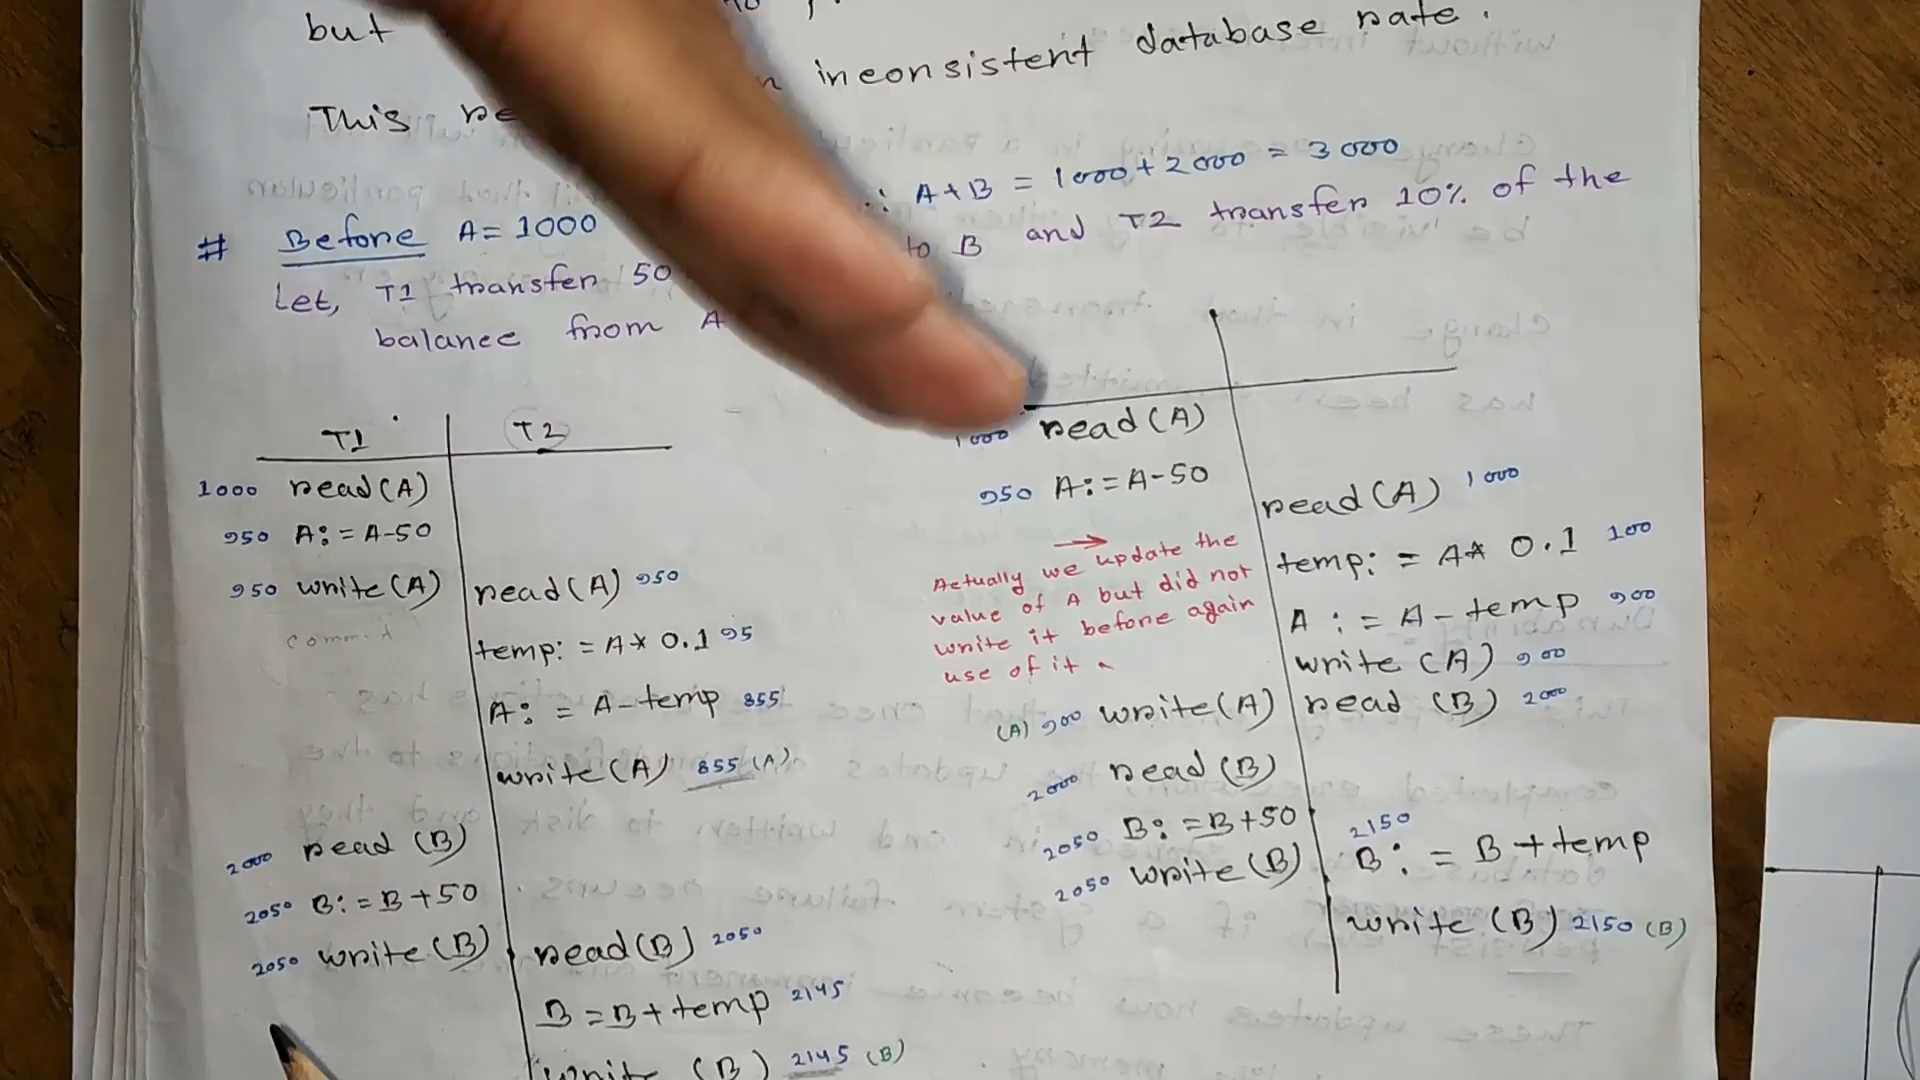 but inconsistent database state.
This
∴ A+B = 1000+2000 = 3000
# Before A= 1000
Let, T1 transfer 50 to B and T2 transfer 10% of the
balance from A
T1 T2
1000 read(A)
950 A:= A-50
950 write(A) read(A) 950
commit
temp: = A* 0.1 95
A: = A-temp 855
write(A) 855 (A)
2000 read (B)
2050 B:= B+50
2050 write(B) read(B) 2050
B = B+temp 2145
write (B) 2145 (B)
1000 read(A)
950 A:= A-50
read(A) 1000
temp: = A* 0.1 100
A := A-temp 900
write (A) 900
Actually we update the
value of A but did not
write it before again
use of it
(A) 900 write(A) read (B) 2000
2000 read (B)
2050 B: =B+50
2050 write(B)
2150
B: = B+temp
write (B) 2150 (B)